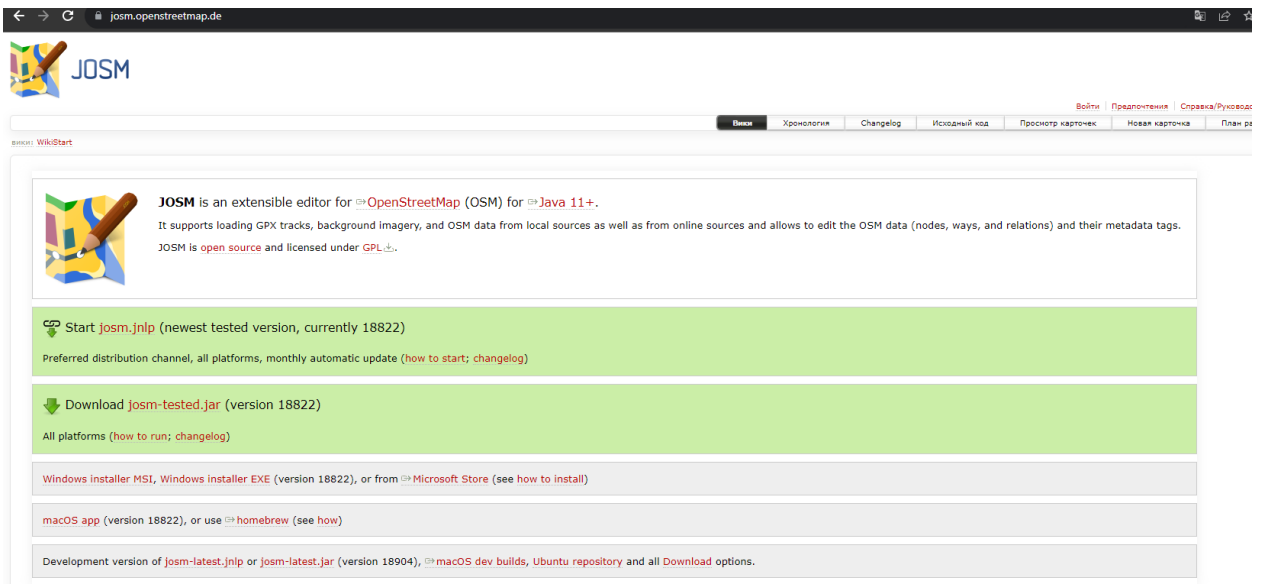 josm.openstreetmap.de
JOSM
Войти Предпочтения Справка/Руковод
Вики Хронология Changelog Исходный код Просмотр карточек Новая карточка План ра
вики: WikiStart
JOSM is an extensible editor for OpenStreetMap (OSM) for Java 11+.
It supports loading GPX tracks, background imagery, and OSM data from local sources as well as from online sources and allows to edit the OSM data (nodes, ways, and relations) and their metadata tags.
JOSM is open source and licensed under GPL.
Start josm.jnlp (newest tested version, currently 18822)
Preferred distribution channel, all platforms, monthly automatic update (how to start; changelog)
Download josm-tested.jar (version 18822)
All platforms (how to run; changelog)
Windows installer MSI, Windows installer EXE (version 18822), or from Microsoft Store (see how to install)
macOS app (version 18822), or use homebrew (see how)
Development version of josm-latest.jnlp or josm-latest.jar (version 18904), macOS dev builds, Ubuntu repository and all Download options.